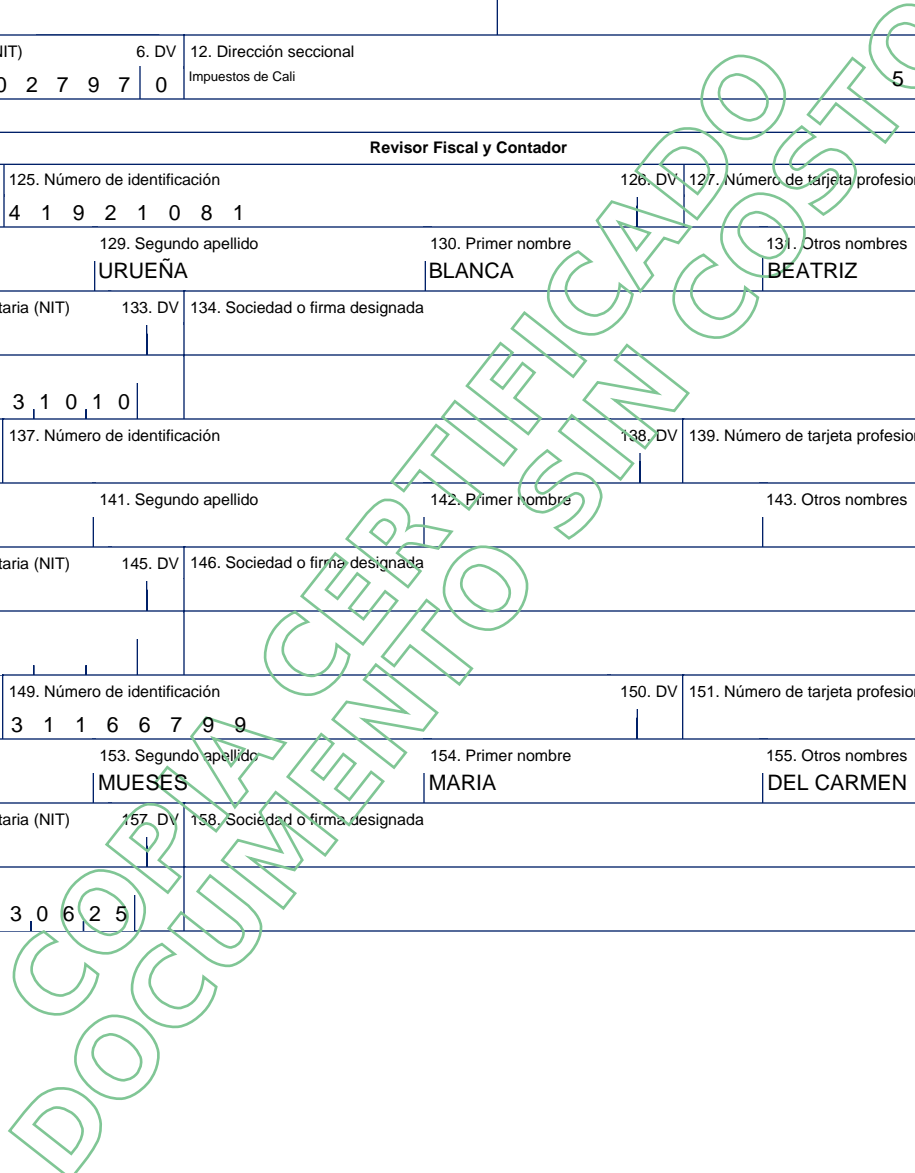 NIT) 6. DV 12. Dirección seccional
0 2 7 9 7 0 Impuestos de Cali 5
Revisor Fiscal y Contador
125. Número de identificación 126. DV 127. Número de tarjeta profesion
4 1 9 2 1 0 8 1
129. Segundo apellido 130. Primer nombre 131. Otros nombres
URUEÑA BLANCA BEATRIZ
taria (NIT) 133. DV 134. Sociedad o firma designada
3 1 0 1 0
137. Número de identificación 138. DV 139. Número de tarjeta profesion
141. Segundo apellido 142. Primer nombre 143. Otros nombres
taria (NIT) 145. DV 146. Sociedad o firma designada
149. Número de identificación 150. DV 151. Número de tarjeta profesion
3 1 1 6 6 7 9 9
153. Segundo apellido 154. Primer nombre 155. Otros nombres
MUESES MARIA DEL CARMEN
taria (NIT) 157. DV 158. Sociedad o firma designada
3 0 6 2 5
COPIA CERTIFICADO
DOCUMENTO SIN COSTO